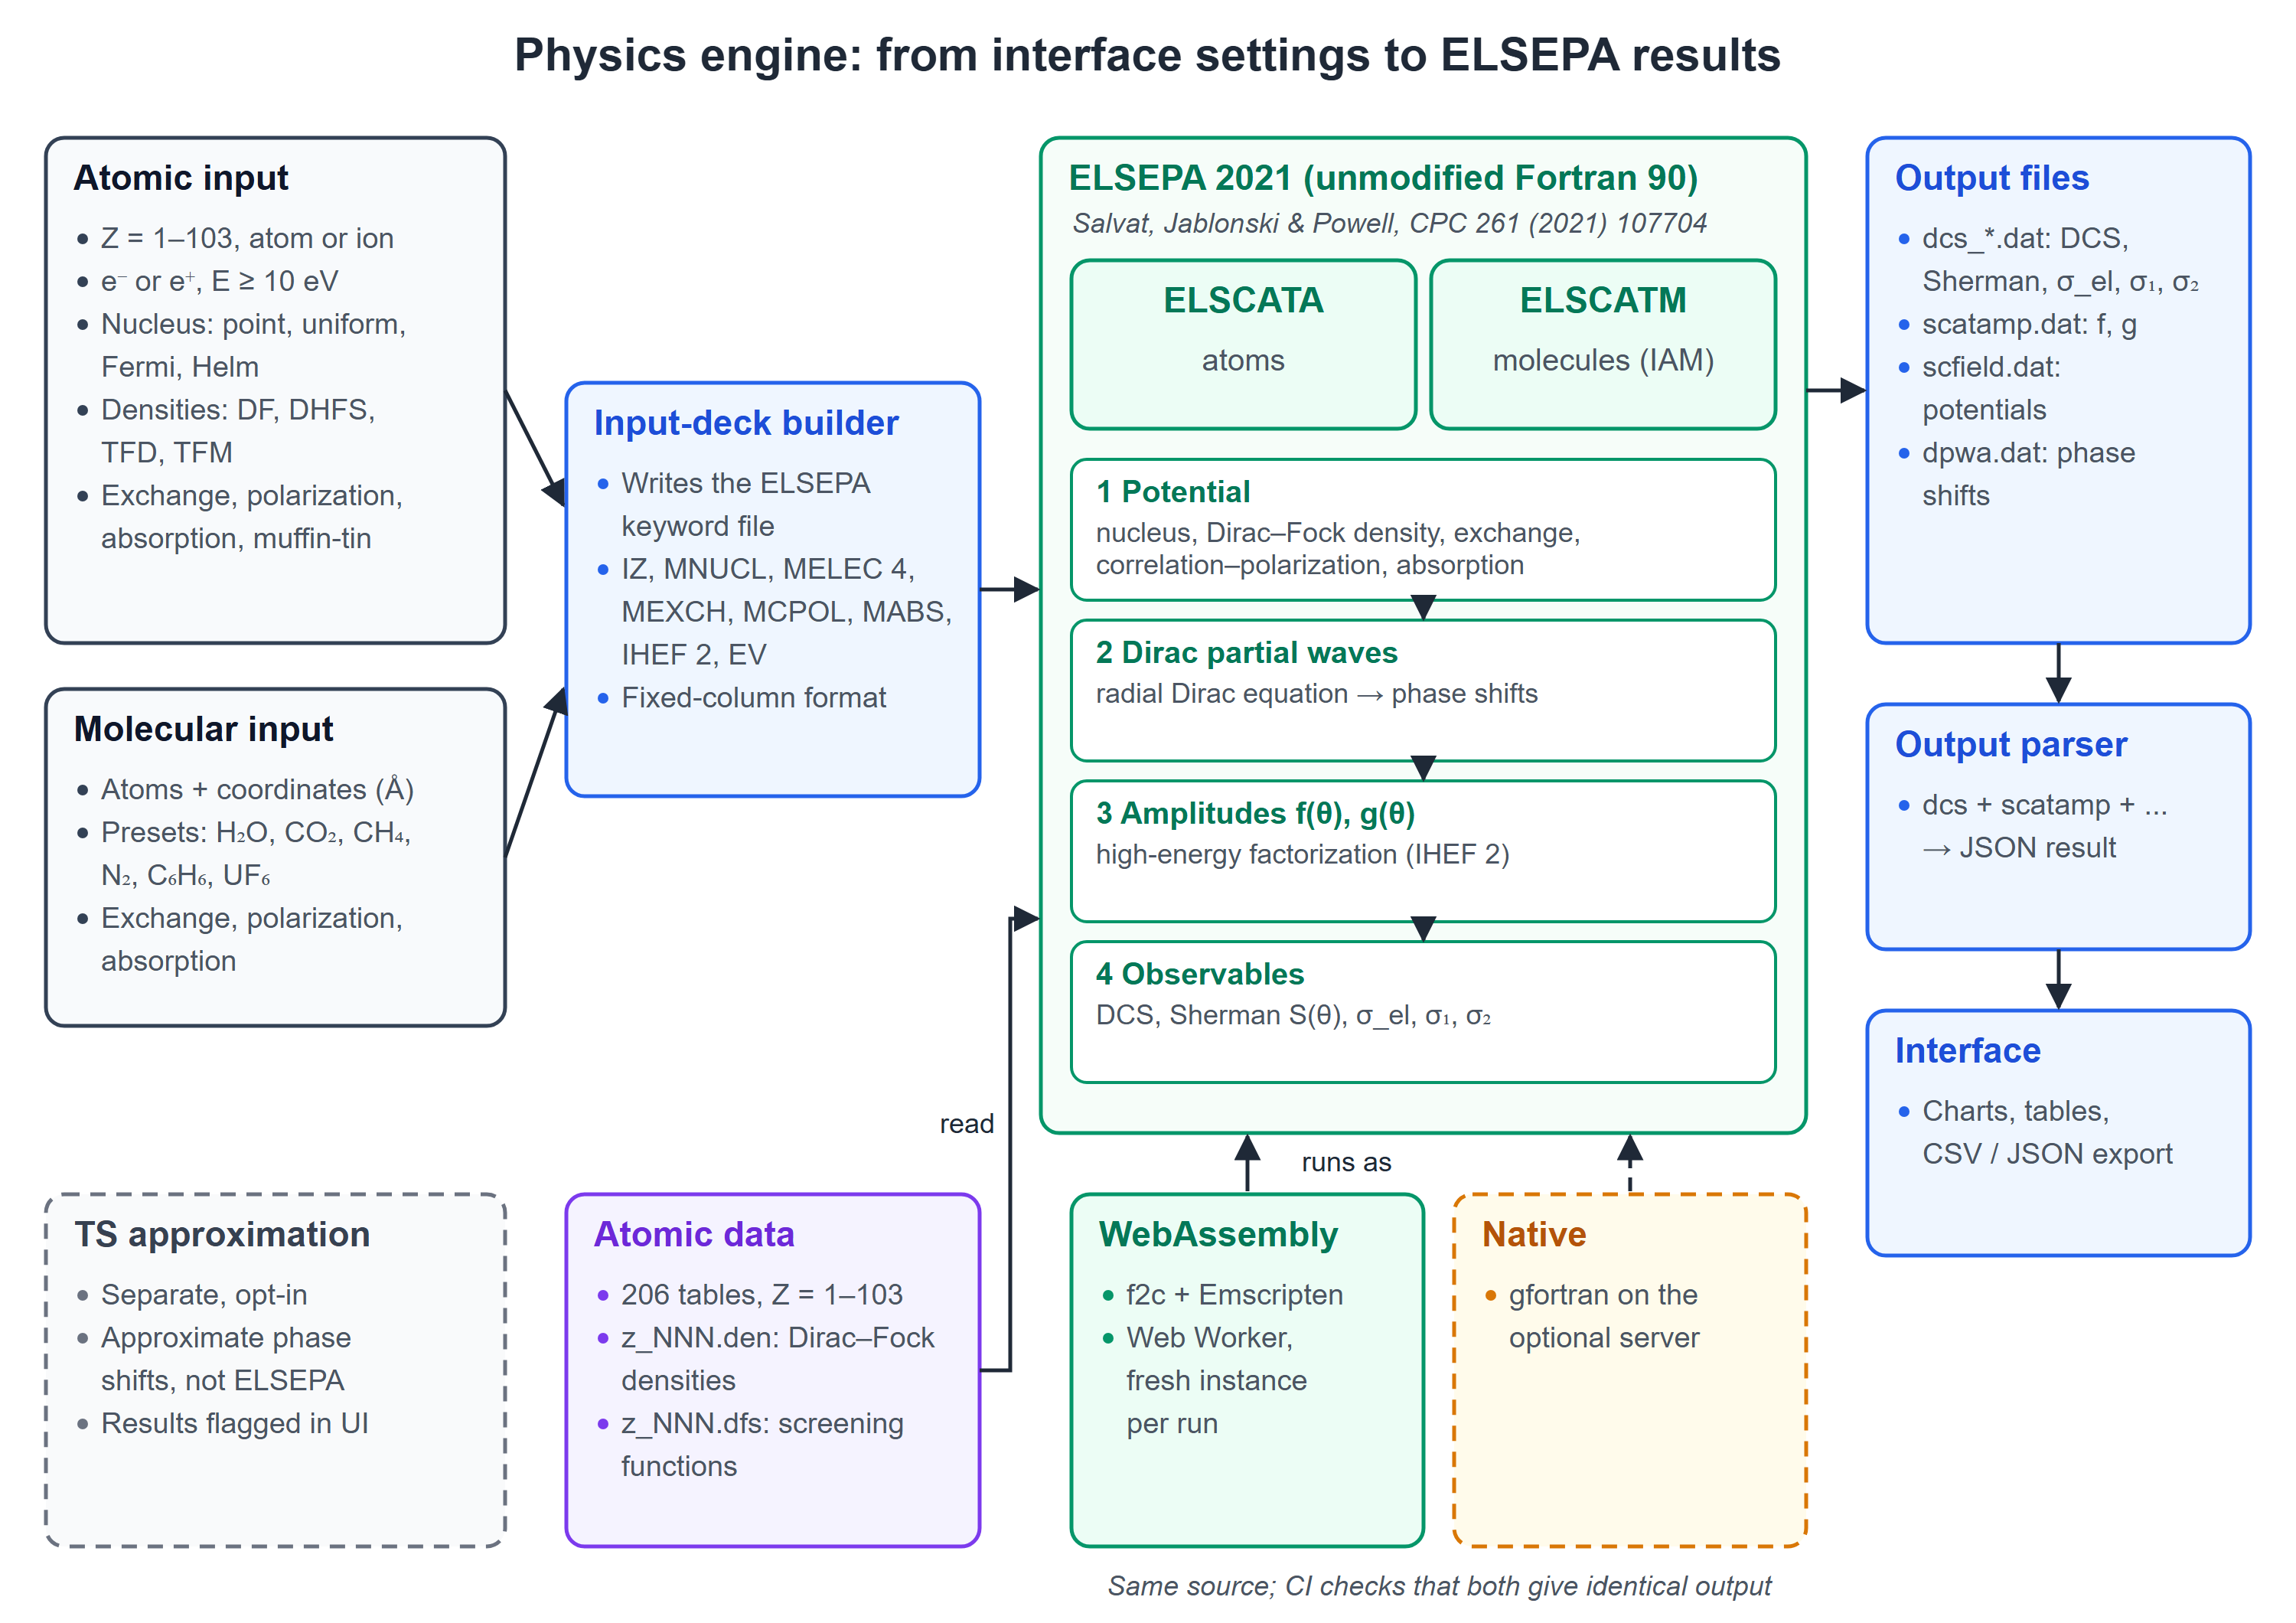 Physics engine: from interface settings to ELSEPA results
Atomic input
Z = 1–103, atom or ion
e⁻ or e⁺, E ≥ 10 eV
Nucleus: point, uniform,
Fermi, Helm
Densities: DF, DHFS,
TFD, TFM
Exchange, polarization,
absorption, muffin-tin
Molecular input
Atoms + coordinates (Å)
Presets: H₂O, CO₂, CH₄,
N₂, C₆H₆, UF₆
Exchange, polarization,
absorption
Input-deck builder
Writes the ELSEPA
keyword file
IZ, MNUCL, MELEC 4,
MEXCH, MCPOL, MABS,
IHEF 2, EV
Fixed-column format
ELSEPA 2021 (unmodified Fortran 90)
Salvat, Jablonski & Powell, CPC 261 (2021) 107704
ELSCATA
atoms
ELSCATM
molecules (IAM)
1 Potential
nucleus, Dirac–Fock density, exchange,
correlation–polarization, absorption
2 Dirac partial waves
radial Dirac equation → phase shifts
3 Amplitudes f(θ), g(θ)
high-energy factorization (IHEF 2)
4 Observables
DCS, Sherman S(θ), σ_el, σ₁, σ₂
Output files
dcs_*.dat: DCS,
Sherman, σ_el, σ₁, σ₂
scatamp.dat: f, g
scfield.dat:
potentials
dpwa.dat: phase
shifts
Output parser
dcs + scatamp + ...
→ JSON result
Interface
Charts, tables,
CSV / JSON export
read
runs as
TS approximation
Separate, opt-in
Approximate phase
shifts, not ELSEPA
Results flagged in UI
Atomic data
206 tables, Z = 1–103
z_NNN.den: Dirac–Fock
densities
z_NNN.dfs: screening
functions
WebAssembly
f2c + Emscripten
Web Worker,
fresh instance
per run
Native
gfortran on the
optional server
Same source; CI checks that both give identical output